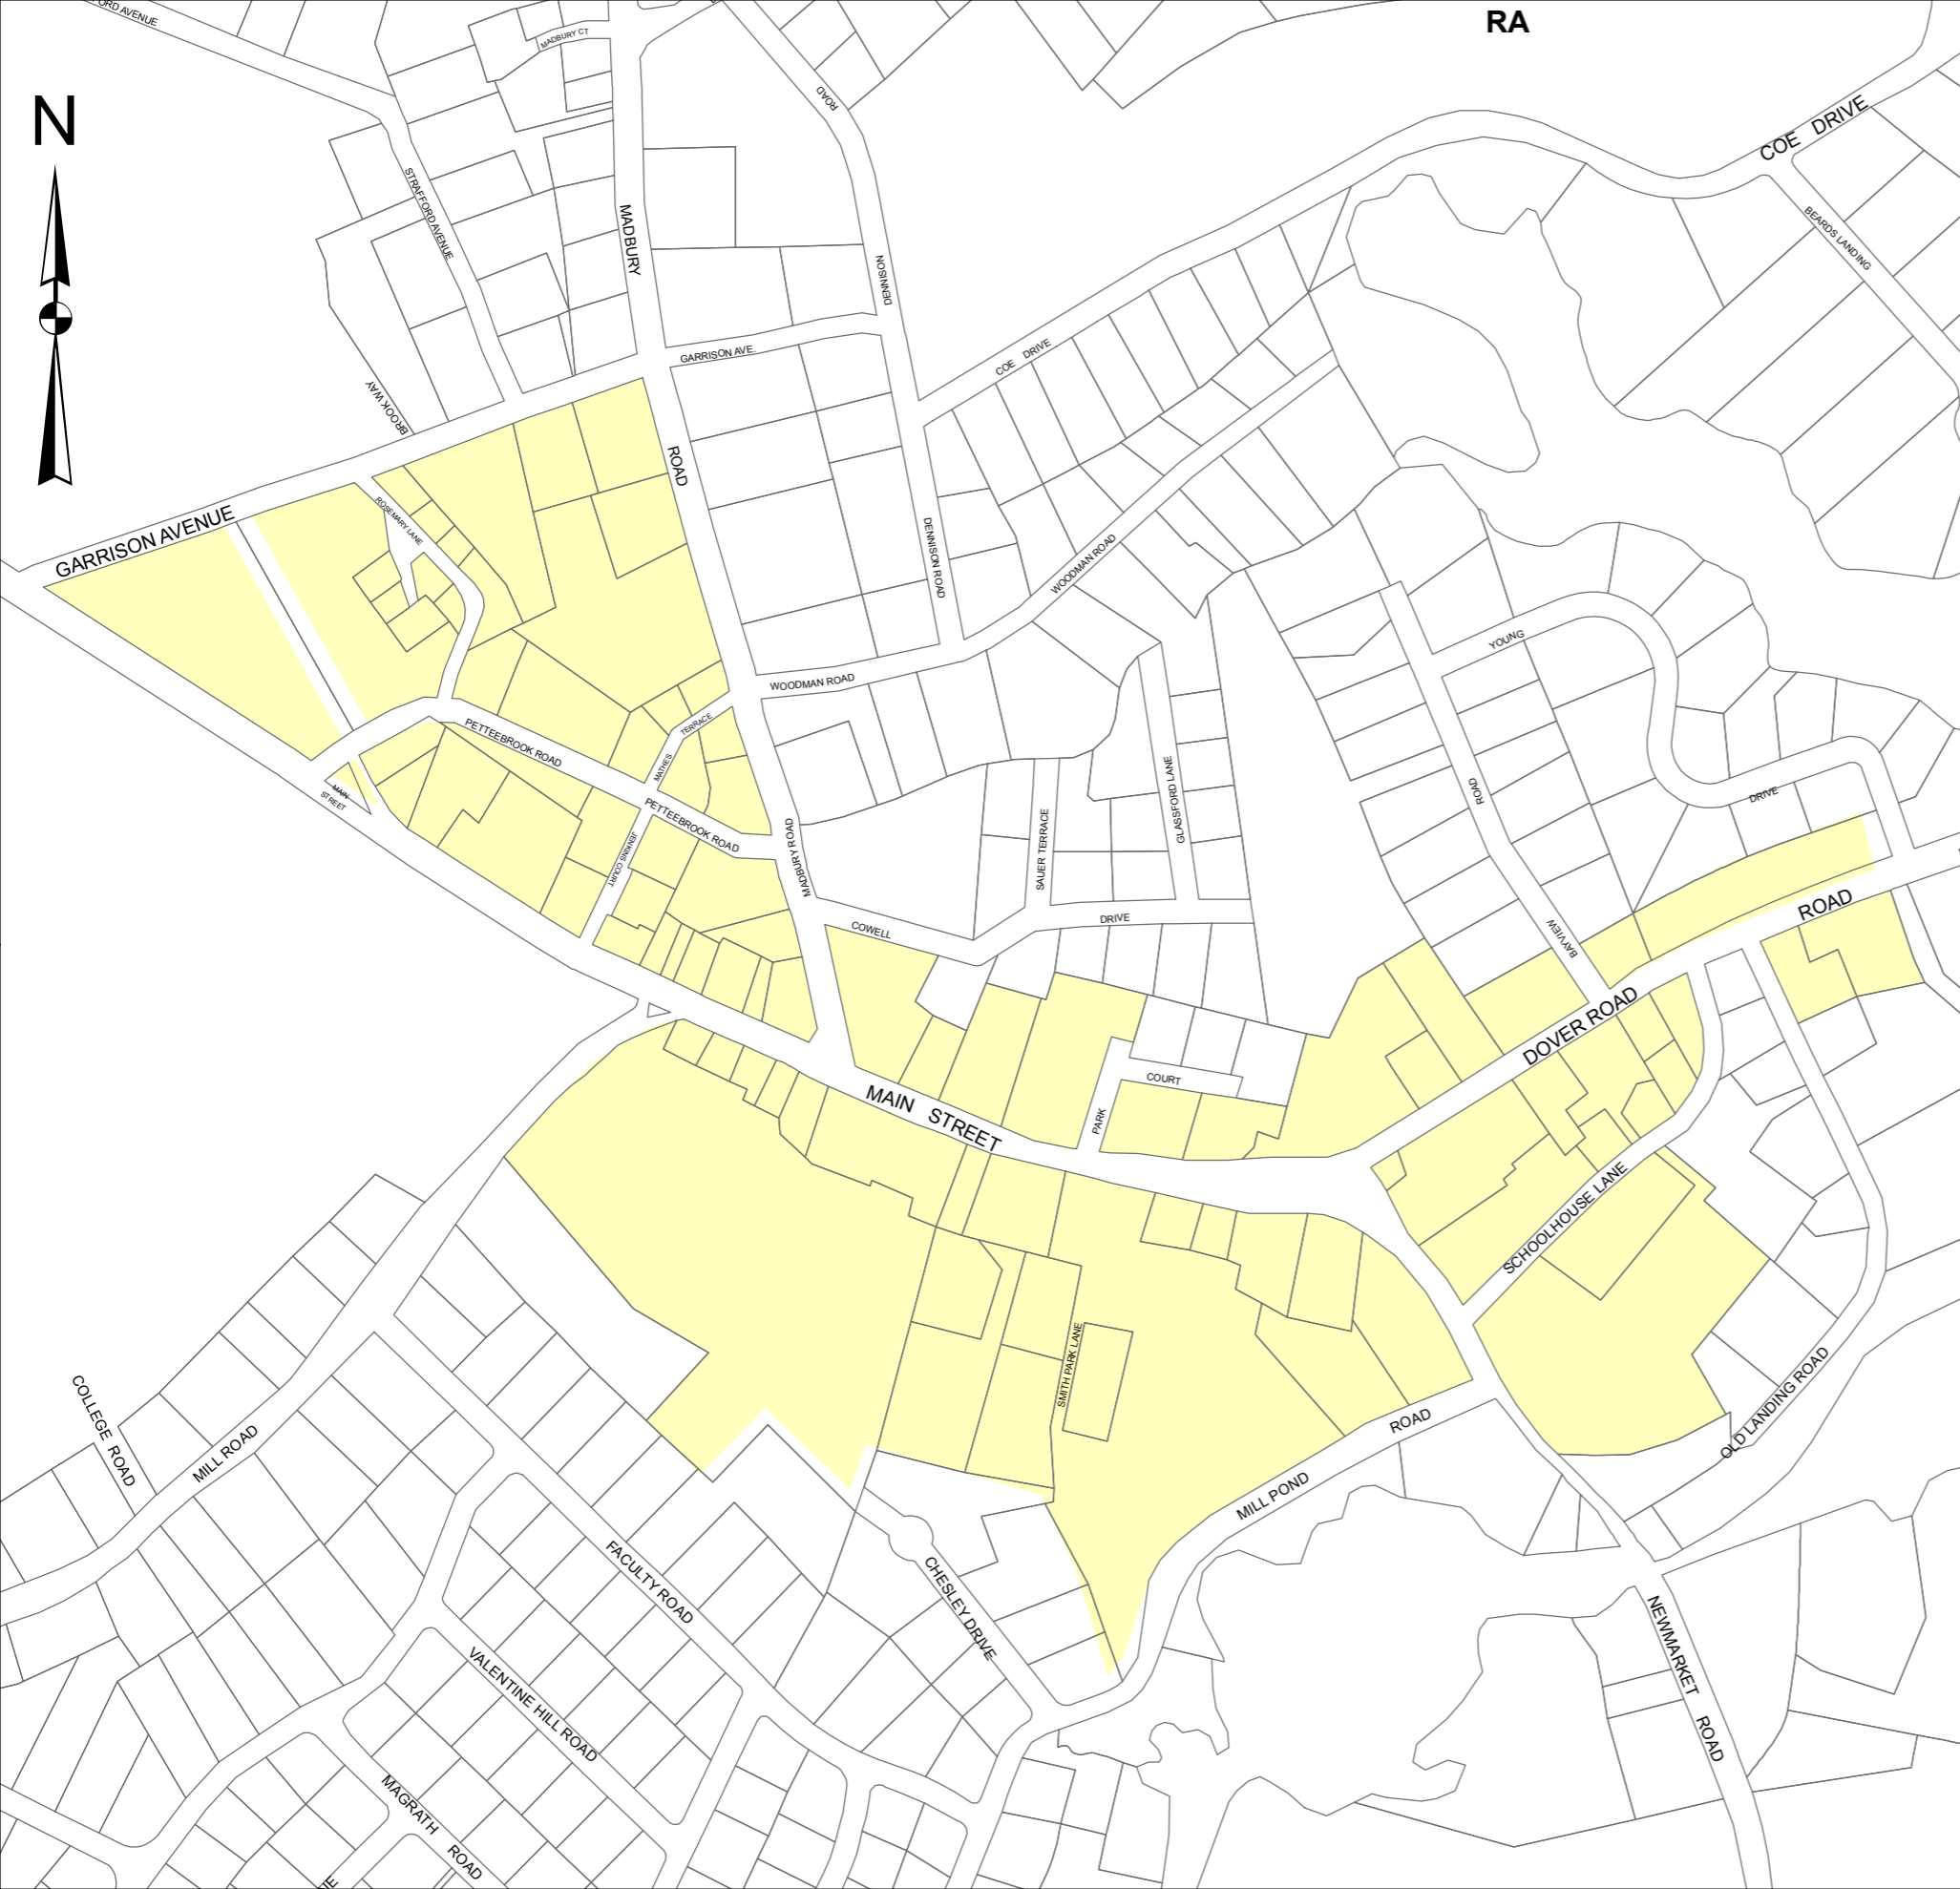 RA
MADBURY CT
ROAD
N
COE DRIVE
STRAFFORD AVENUE
MADBURY
BEARDS LANDING
DENNISON
GARRISON AVE.
COE DRIVE
BROOK WAY
ROAD
ROSEMARY LANE
GARRISON AVENUE
DENNISON ROAD
WOODMAN ROAD
YOUNG
WOODMAN ROAD
PETTEEBROOK ROAD
MATHES
TERRACE
MAIN
STREET
PETTEEBROOK ROAD
JENKINS COURT
MADBURY ROAD
SAUER TERRACE
GLASSFORD LANE
ROAD
DRIVE
COWELL
DRIVE
BAYVIEW
ROAD
DOVER ROAD
MAIN STREET
COURT
PARK
SCHOOLHOUSE LANE
SMITH PARK LANE
COLLEGE ROAD
MILL ROAD
ROAD
MILL POND
OLD LANDING ROAD
FACULTY ROAD
CHESLEY DRIVE
VALENTINE HILL ROAD
NEWMARKET ROAD
MAGRATH ROAD